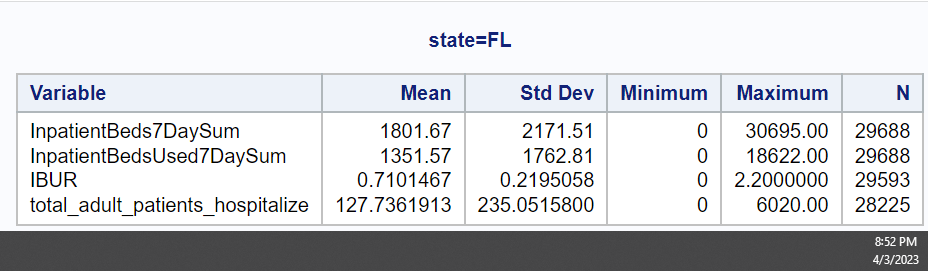 state=FL
Variable Mean Std Dev Minimum Maximum N
InpatientBeds7DaySum 1801.67 2171.51 0 30695.00 29688
InpatientBedsUsed7DaySum 1351.57 1762.81 0 18622.00 29688
IBUR 0.7101467 0.2195058 0 2.2000000 29593
total_adult_patients_hospitalize 127.7361913 235.0515800 0 6020.00 28225
8:52 PM
4/3/2023